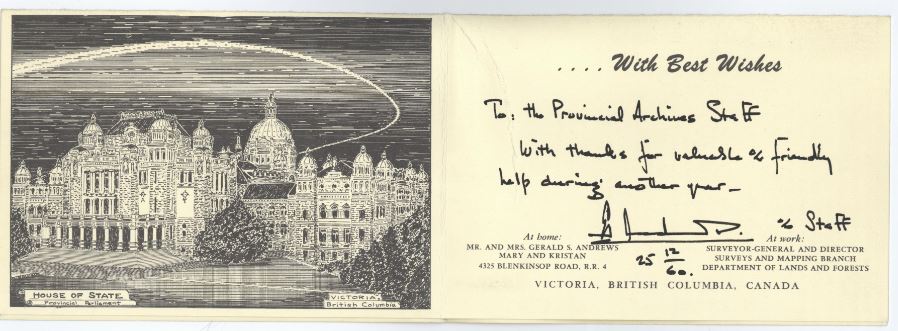 HOUSE OF STATE
Provincial Parliament
VICTORIA,
British Columbia
.... With Best Wishes
To: the Provincial Archives Staff
With thanks for valuable & friendly
help during another year—
& Staff
25 12/60.
At home:
MR. AND MRS. GERALD S. ANDREWS
MARY AND KRISTAN
4325 BLENKINSOP ROAD, R.R. 4
At work:
SURVEYOR-GENERAL AND DIRECTOR
SURVEYS AND MAPPING BRANCH
DEPARTMENT OF LANDS AND FORESTS
VICTORIA, BRITISH COLUMBIA, CANADA